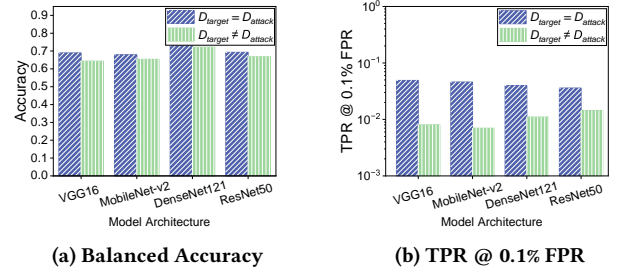 D_target = D_attack
D_target ≠ D_attack
0.9
0.8
0.7
0.6
0.5
0.4
0.3
0.2
0.1
0.0
Accuracy
VGG16
MobileNet-v2
DenseNet121
ResNet50
Model Architecture
(a) Balanced Accuracy
D_target = D_attack
D_target ≠ D_attack
10^0
10^-1
10^-2
10^-3
TPR @ 0.1% FPR
VGG16
MobileNet-v2
DenseNet121
ResNet50
Model Architecture
(b) TPR @ 0.1% FPR